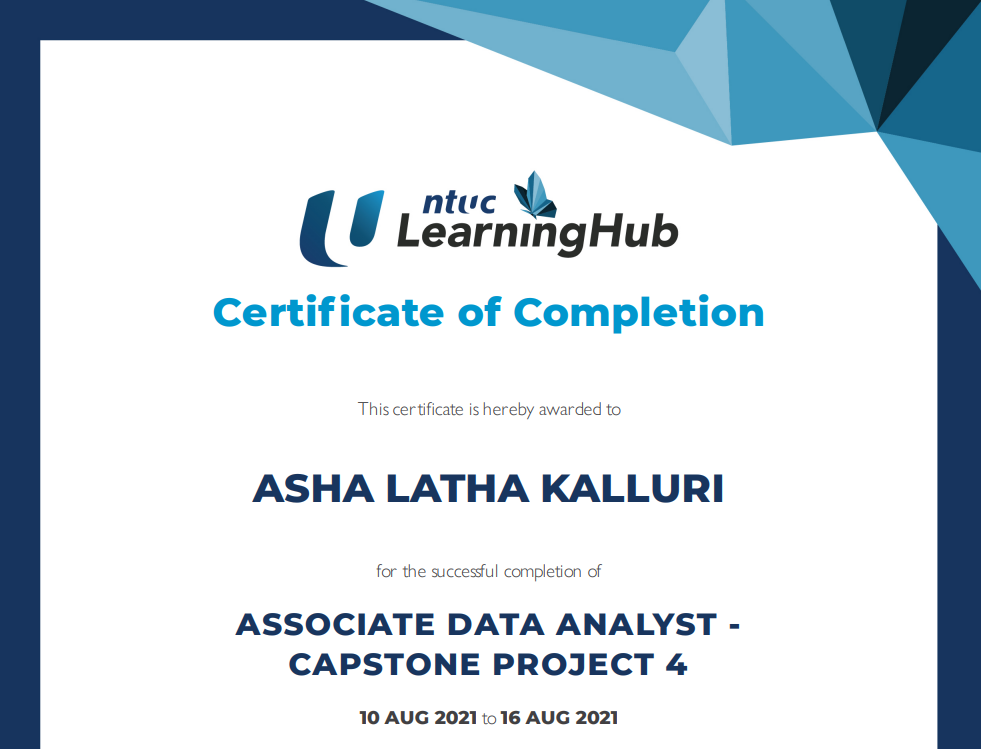 ntuc
LearningHub
Certificate of Completion
This certificate is hereby awarded to
ASHA LATHA KALLURI
for the successful completion of
ASSOCIATE DATA ANALYST -
CAPSTONE PROJECT 4
10 AUG 2021 to 16 AUG 2021